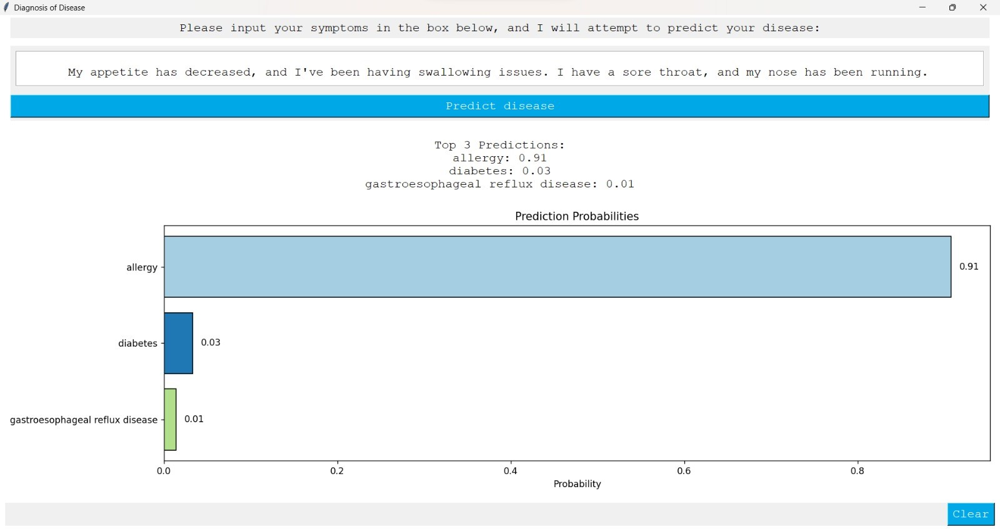 Diagnosis of Disease
Please input your symptoms in the box below, and I will attempt to predict your disease:
My appetite has decreased, and I've been having swallowing issues. I have a sore throat, and my nose has been running.
Predict disease
Top 3 Predictions:
allergy: 0.91
diabetes: 0.03
gastroesophageal reflux disease: 0.01
Prediction Probabilities
allergy 0.91
diabetes 0.03
gastroesophageal reflux disease 0.01
0.0 0.2 0.4 0.6 0.8
Probability
Clear